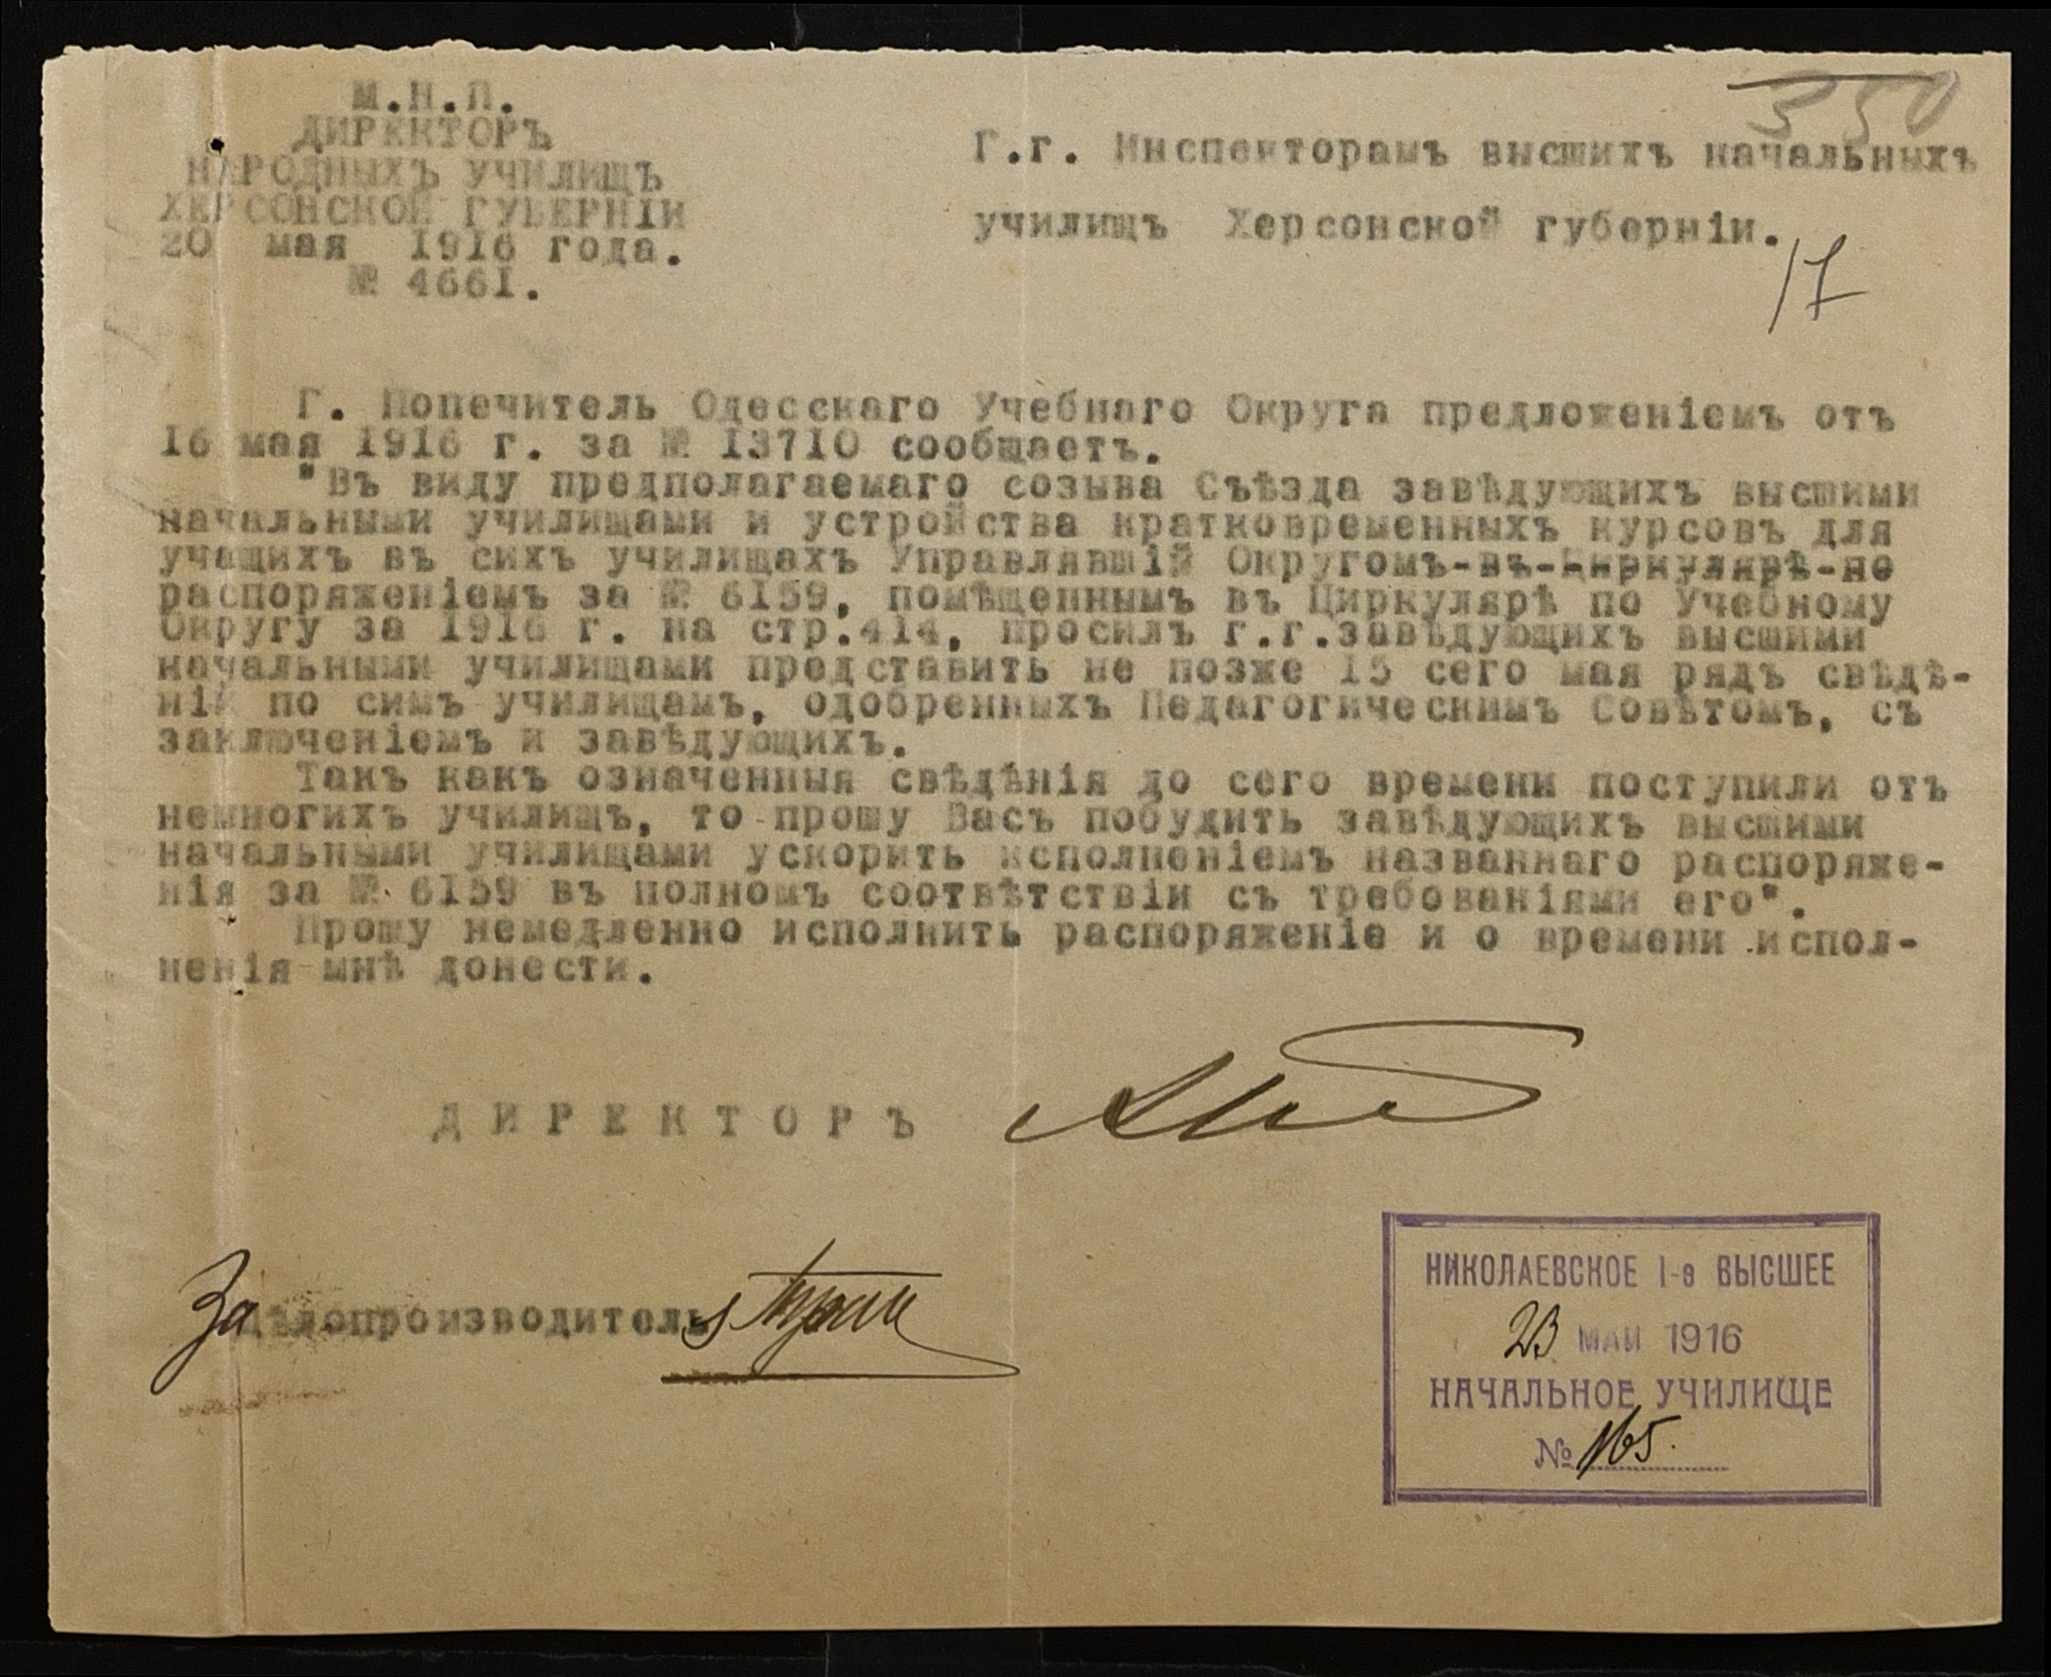 350
М.Н.П.
ДИРЕКТОРЪ
НАРОДНЫХЪ УЧИЛИЩЪ
ХЕРСОНСКОЙ ГУБЕРНІИ
20 мая 1916 года.
№ 4661.
Г.г. Инспекторамъ высшихъ начальныхъ
училищъ Херсонской губерніи.
17
Г. Попечитель Одесскаго Учебнаго Округа предложеніемъ отъ
16 мая 1916 г. за № 13710 сообщаетъ.
"Въ виду предполагаемаго созыва Съѣзда завѣдующихъ высшими
начальными училищами и устройства кратковременныхъ курсовъ для
учащихъ въ сихъ училищахъ Управлявшій Округомъ-въ-Циркулярѣ-по
распоряженіемъ за № 6159, помѣщеннымъ въ Циркулярѣ по Учебному
Округу за 1916 г. на стр.414, просилъ г.г.завѣдующихъ высшими
начальными училищами представить не позже 15 сего мая рядъ свѣдѣ-
ній по симъ училищамъ, одобренныхъ Педагогическимъ Совѣтомъ, съ
заключеніемъ и завѣдующихъ.
Такъ какъ означенныя свѣдѣнія до сего времени поступили отъ
немногихъ училищъ, то прошу Васъ побудить завѣдующихъ высшими
начальными училищами ускорить исполненіемъ названнаго распоряже-
нія за № 6159 въ полномъ соотвѣтствіи съ требованіями его".
Прошу немедленно исполнить распоряженіе и о времени испол-
ненія мнѣ донести.
ДИРЕКТОРЪ
За Дѣлопроизводитель
НИКОЛАЕВСКОЕ 1-е ВЫСШЕЕ
23 МАЙ 1916
НАЧАЛЬНОЕ УЧИЛИЩЕ
№ 165.